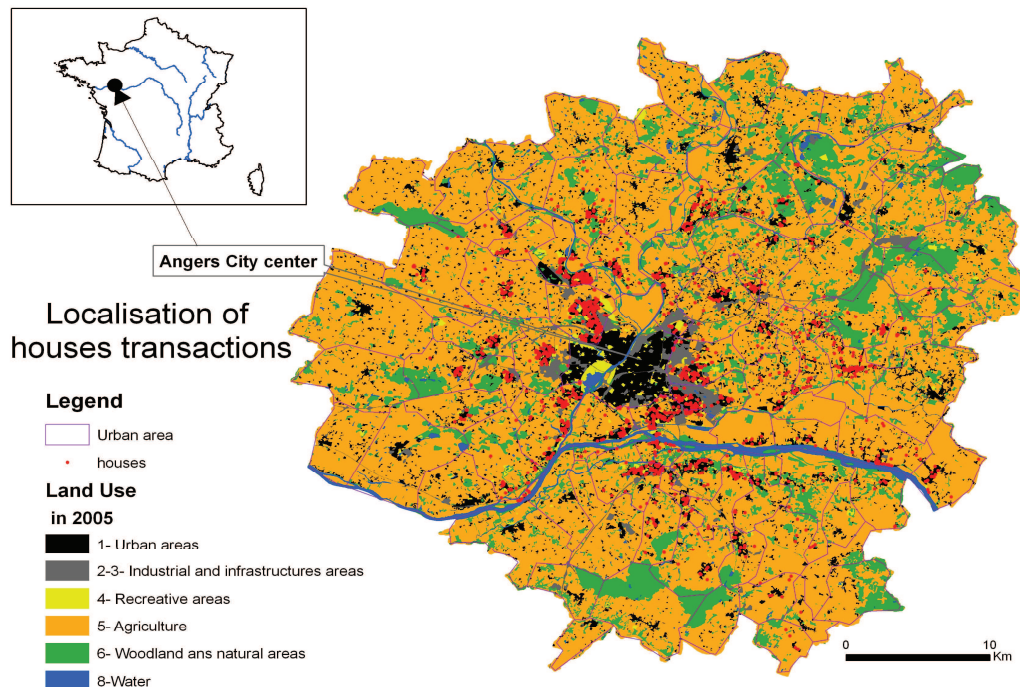 Angers City center
Localisation of
houses transactions
Legend
Urban area
houses
Land Use
in 2005
1- Urban areas
2-3- Industrial and infrastructures areas
4- Recreative areas
5- Agriculture
6- Woodland ans natural areas
8-Water
0 10
Km